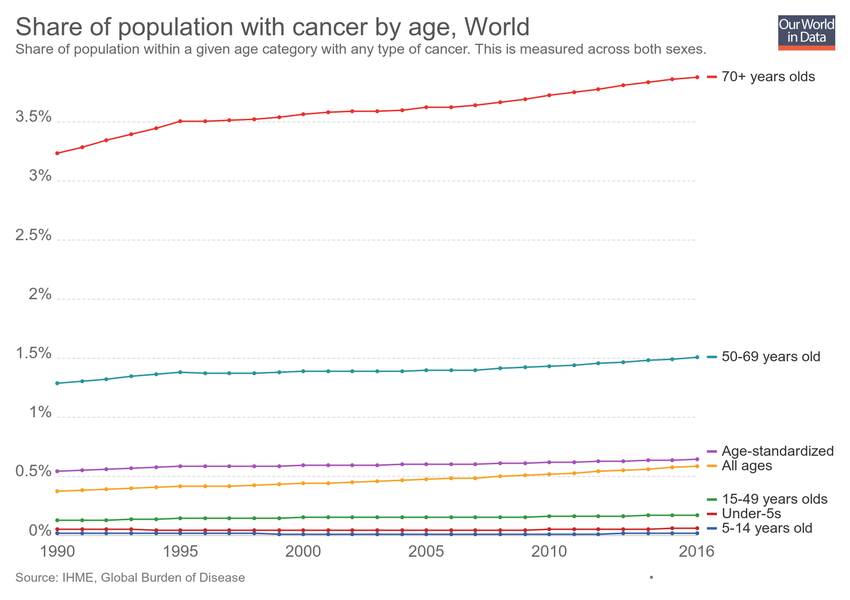 Share of population with cancer by age, World
Share of population within a given age category with any type of cancer. This is measured across both sexes.
Our World
in Data
70+ years olds
3.5%
3%
2.5%
2%
1.5%
50-69 years old
1%
Age-standardized
All ages
0.5%
15-49 years olds
Under-5s
5-14 years old
0%
1990
1995
2000
2005
2010
2016
Source: IHME, Global Burden of Disease